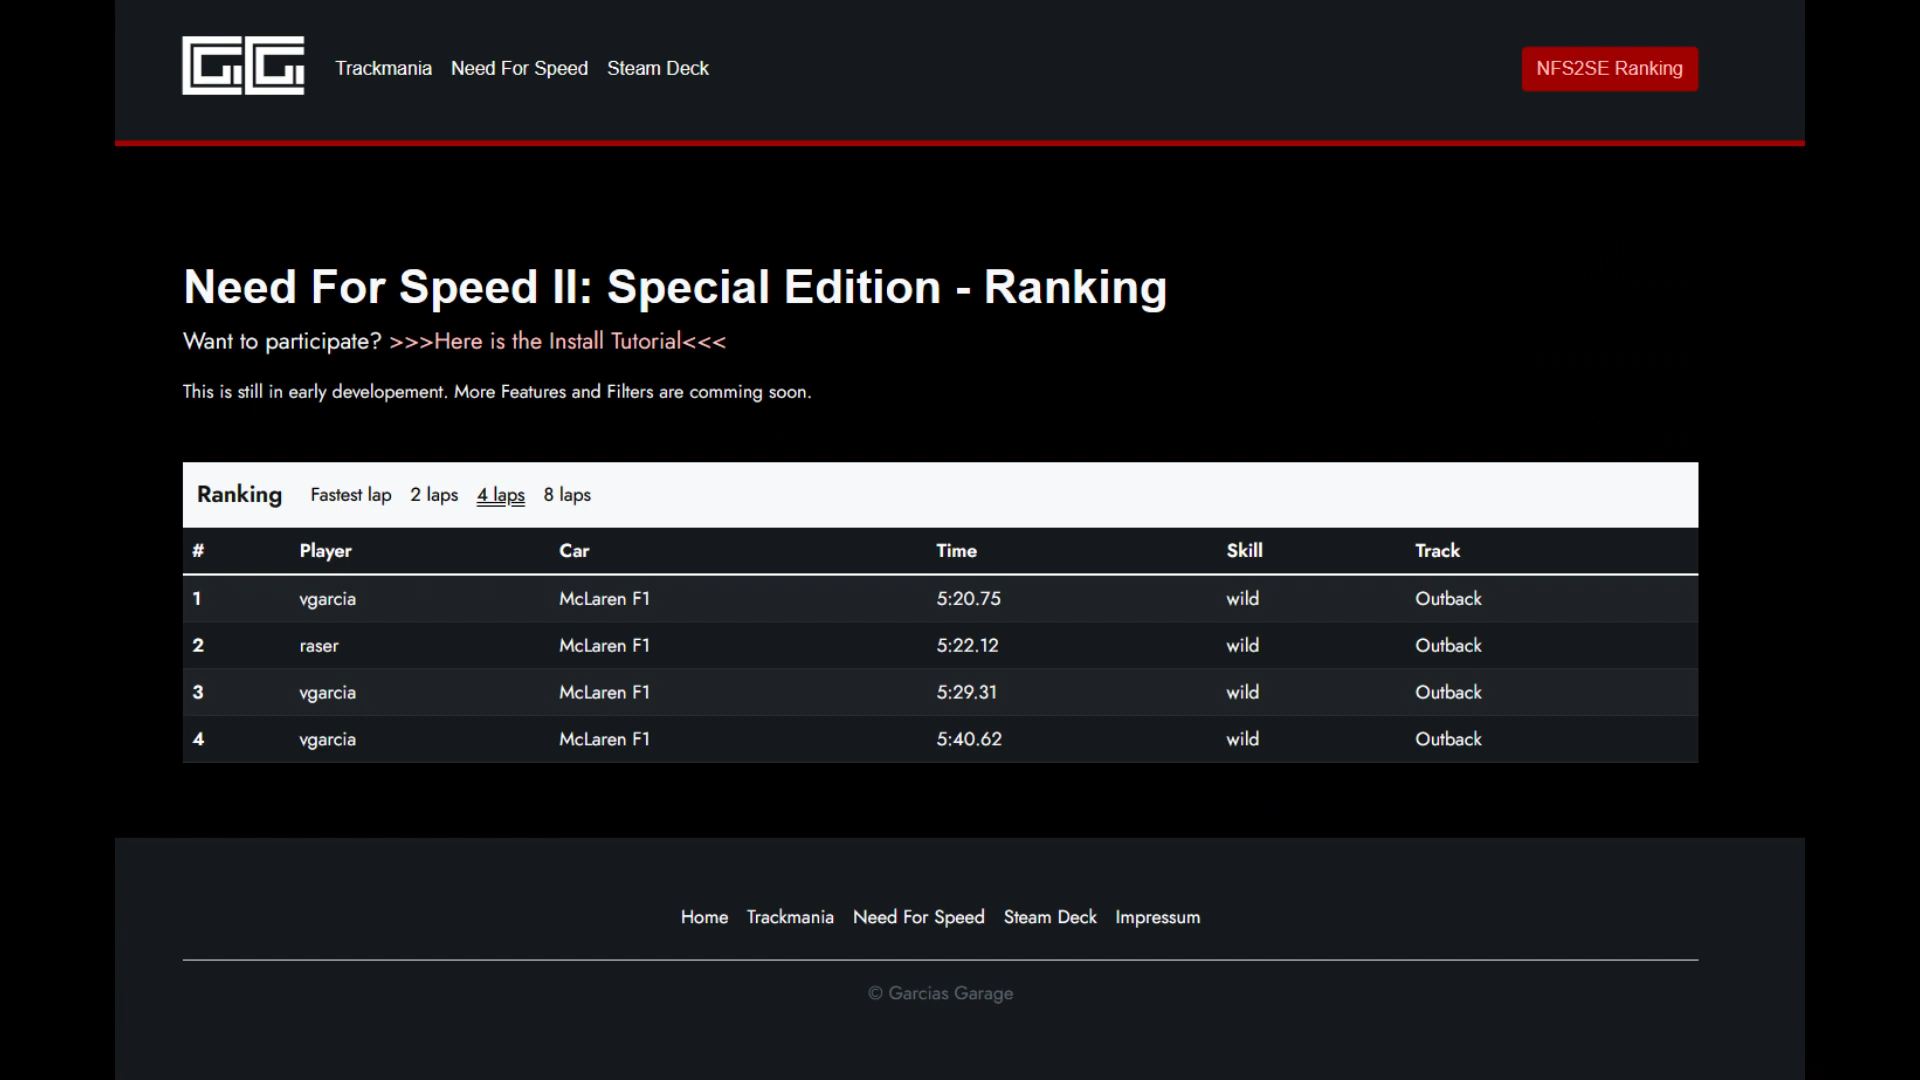 GG Trackmania Need For Speed Steam Deck NFS2SE Ranking
Need For Speed II: Special Edition - Ranking
Want to participate? >>>Here is the Install Tutorial<<<
This is still in early developement. More Features and Filters are comming soon.
Ranking Fastest lap 2 laps 4 laps 8 laps
# Player Car Time Skill Track
1 vgarcia McLaren F1 5:20.75 wild Outback
2 raser McLaren F1 5:22.12 wild Outback
3 vgarcia McLaren F1 5:29.31 wild Outback
4 vgarcia McLaren F1 5:40.62 wild Outback
Home Trackmania Need For Speed Steam Deck Impressum
© Garcias Garage